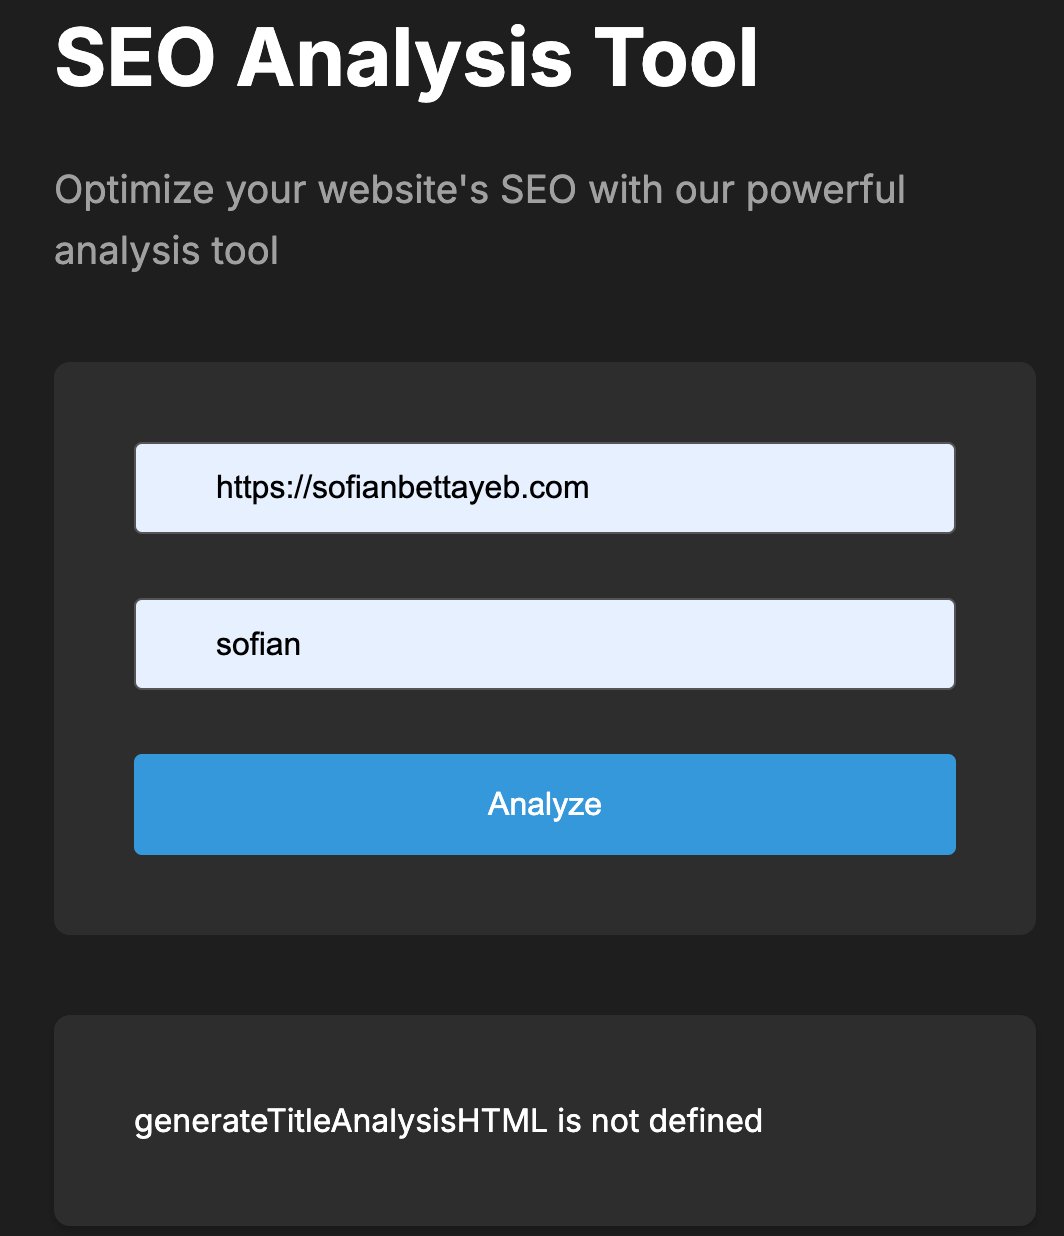 SEO Analysis Tool
Optimize your website's SEO with our powerful
analysis tool
https://sofianbettayeb.com
sofian
Analyze
generateTitleAnalysisHTML is not defined